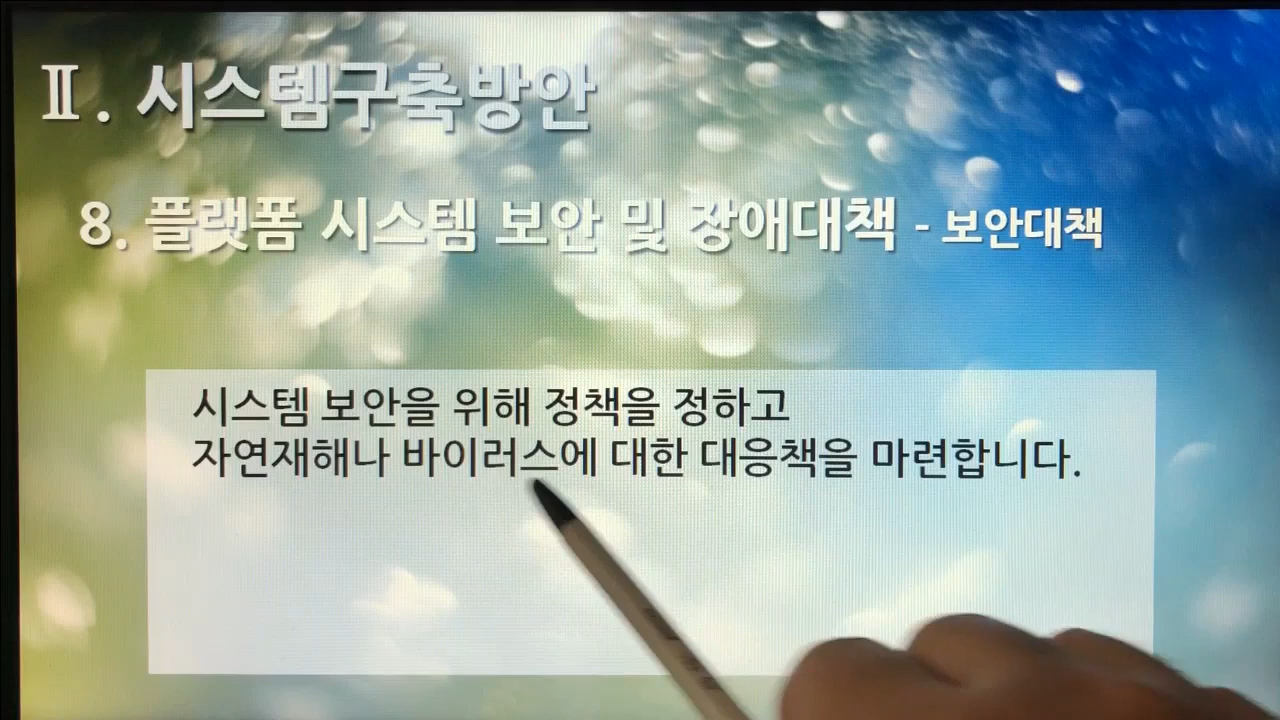 Ⅱ. 시스템구축방안
8. 플랫폼 시스템 보안 및 장애대책 - 보안대책
시스템 보안을 위해 정책을 정하고
자연재해나 바이러스에 대한 대응책을 마련합니다.